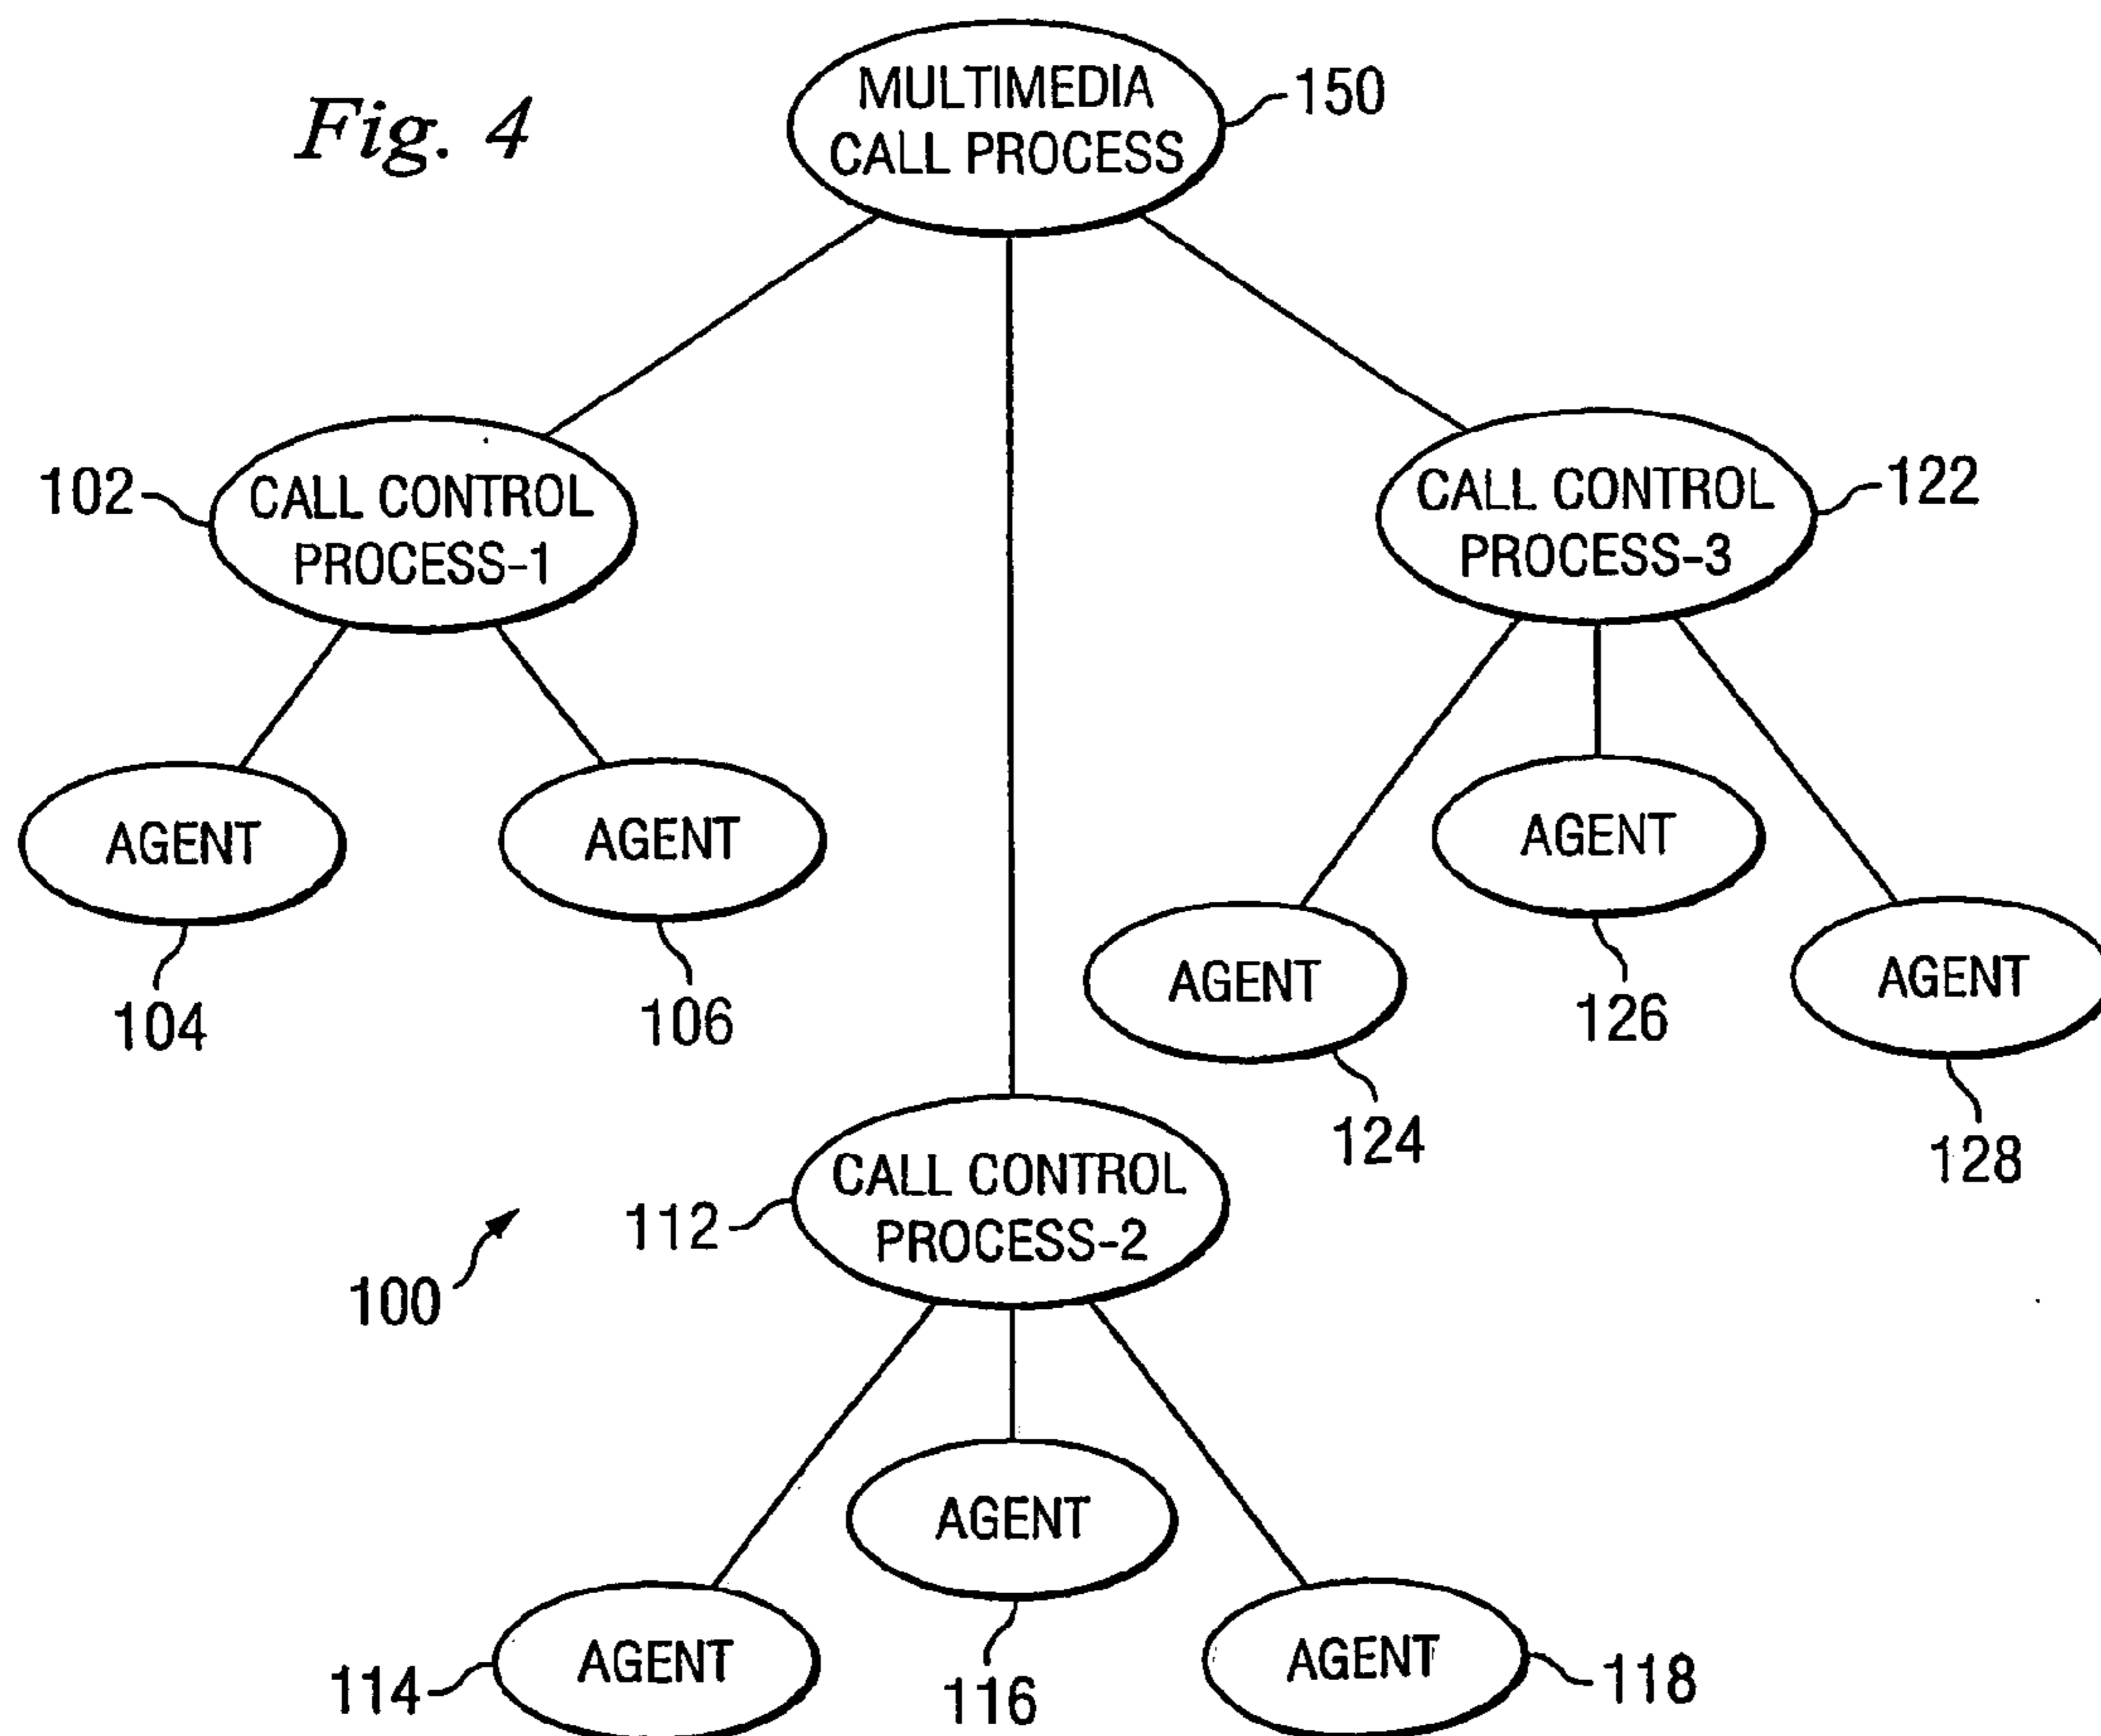 Fig. 4
MULTIMEDIA
CALL PROCESS
150
102
CALL CONTROL
PROCESS-1
CALL CONTROL
PROCESS-3
122
AGENT
AGENT
AGENT
104
106
AGENT
AGENT
126
124
128
CALL CONTROL
PROCESS-2
112
100
AGENT
AGENT
AGENT
114
116
118